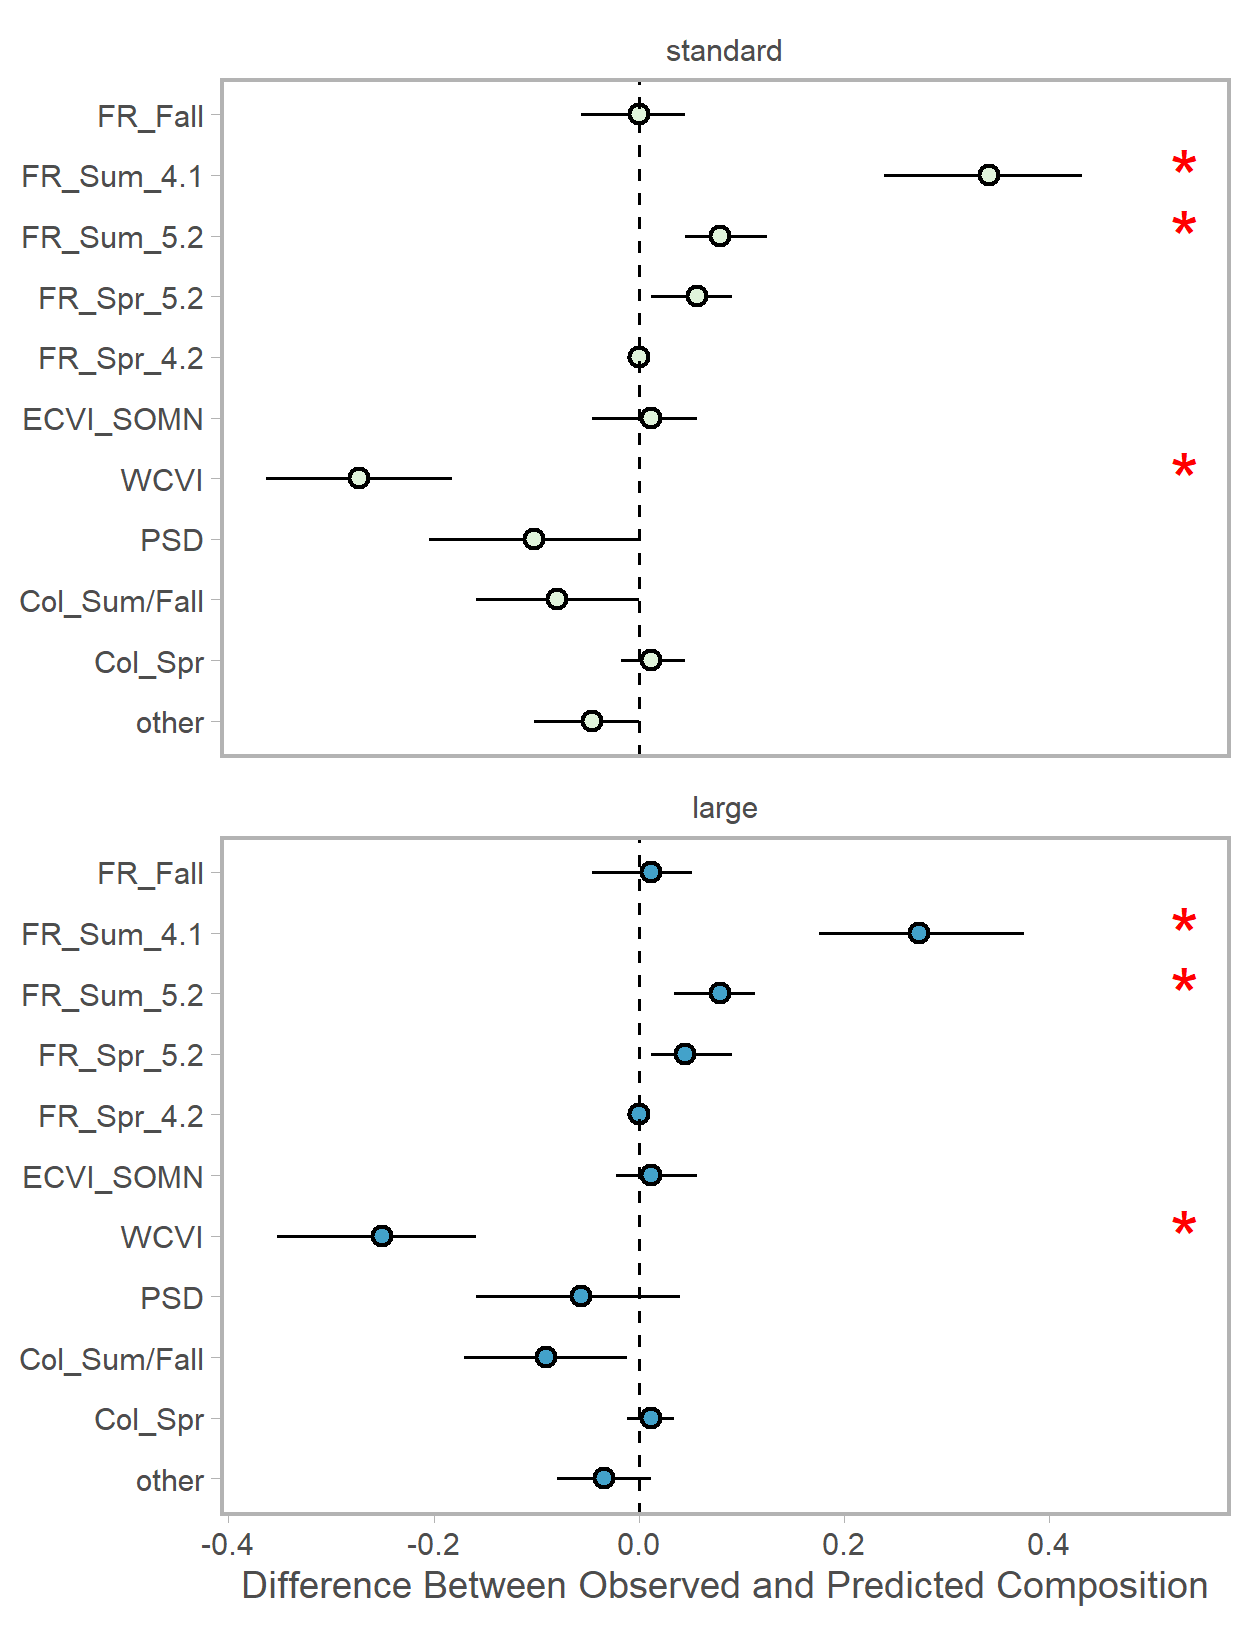 standard
FR_Fall
FR_Sum_4.1 *
FR_Sum_5.2 *
FR_Spr_5.2
FR_Spr_4.2
ECVI_SOMN
WCVI *
PSD
Col_Sum/Fall
Col_Spr
other
large
FR_Fall
FR_Sum_4.1 *
FR_Sum_5.2 *
FR_Spr_5.2
FR_Spr_4.2
ECVI_SOMN
WCVI *
PSD
Col_Sum/Fall
Col_Spr
other
-0.4 -0.2 0.0 0.2 0.4
Difference Between Observed and Predicted Composition